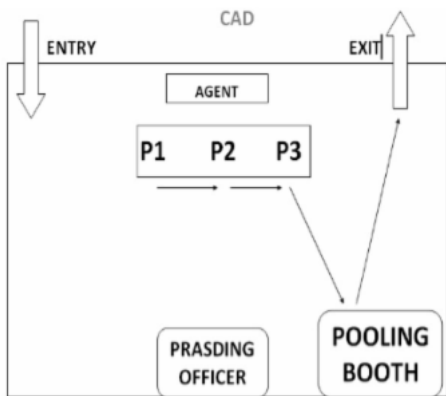 CAD
ENTRY
EXIT
AGENT
P1 P2 P3
PRASDING
OFFICER
POOLING
BOOTH